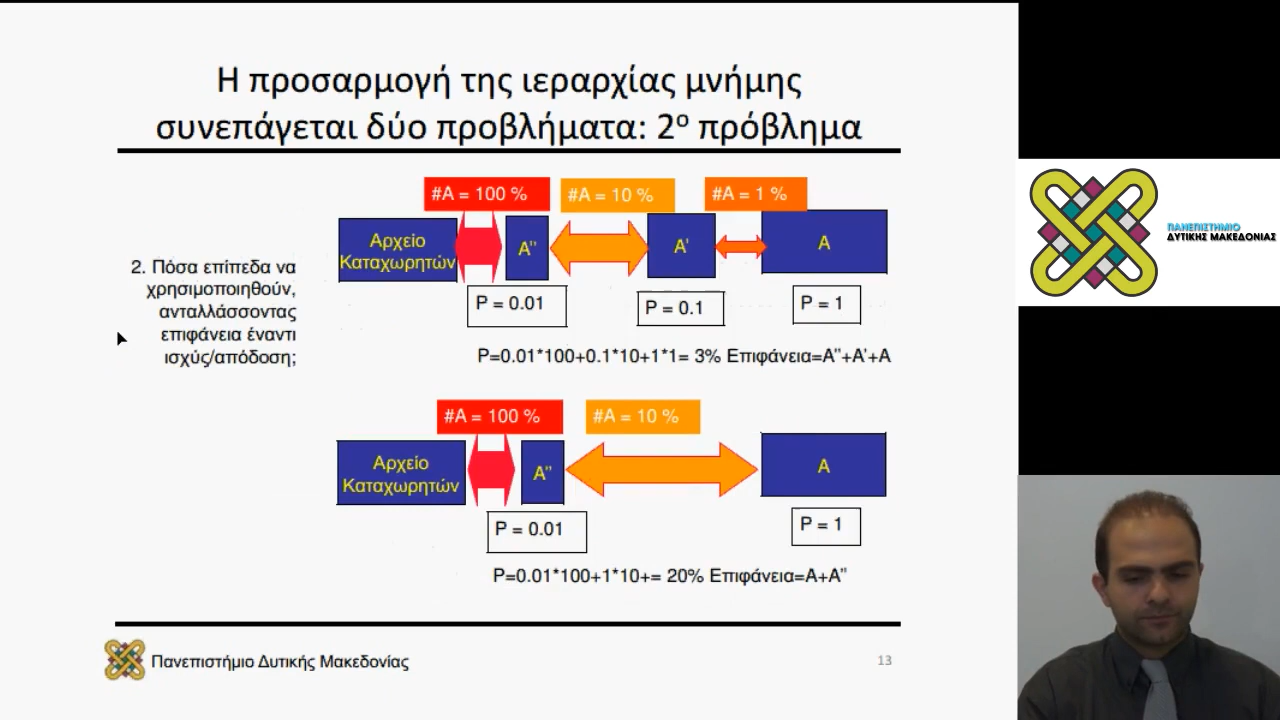 Η προσαρμογή της ιεραρχίας μνήμης
συνεπάγεται δύο προβλήματα: 2ο πρόβλημα
#A = 100 %
#A = 10 %
#A = 1 %
Αρχείο
Καταχωρητών
A''
A'
A
P = 0.01
P = 0.1
P = 1
2. Πόσα επίπεδα να
χρησιμοποιηθούν,
ανταλλάσσοντας
επιφάνεια έναντι
ισχύς/απόδοση;
P=0.01*100+0.1*10+1*1= 3% Επιφάνεια=A''+A'+A
#A = 100 %
#A = 10 %
Αρχείο
Καταχωρητών
A''
A
P = 0.01
P = 1
P=0.01*100+1*10+= 20% Επιφάνεια=A+A''
Πανεπιστήμιο Δυτικής Μακεδονίας
13
ΠΑΝΕΠΙΣΤΗΜΙΟ
ΔΥΤΙΚΗΣ ΜΑΚΕΔΟΝΙΑΣ